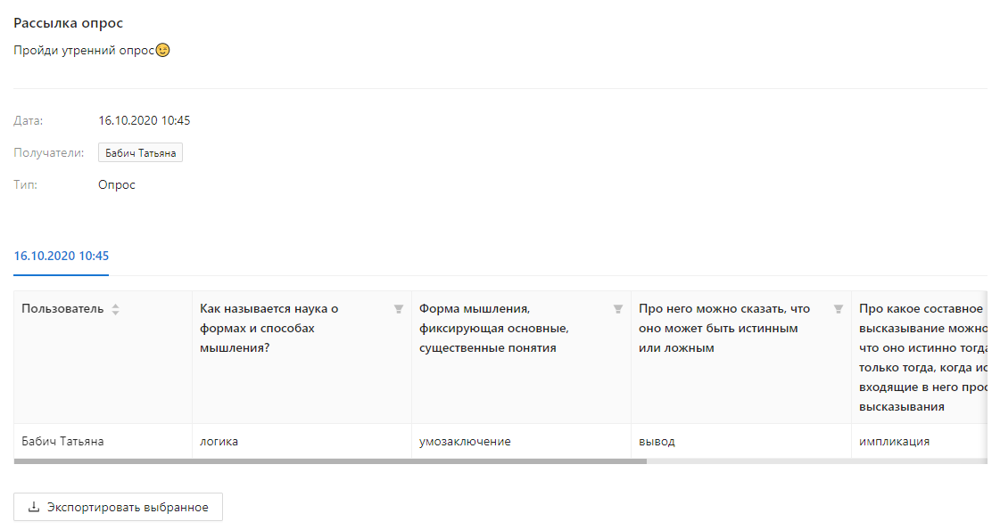 Рассылка опрос
Пройди утренний опрос😉
Дата: 16.10.2020 10:45
Получатели: Бабич Татьяна
Тип: Опрос
16.10.2020 10:45
Пользователь
Как называется наука о
формах и способах
мышления?
Форма мышления,
фиксирующая основные,
существенные понятия
Про него можно сказать, что
оно может быть истинным
или ложным
Про какое составное
высказывание можно
что оно истинно тогда
только тогда, когда
входящие в него
высказывания
Бабич Татьяна
логика
умозаключение
вывод
импликация
Экспортировать выбранное